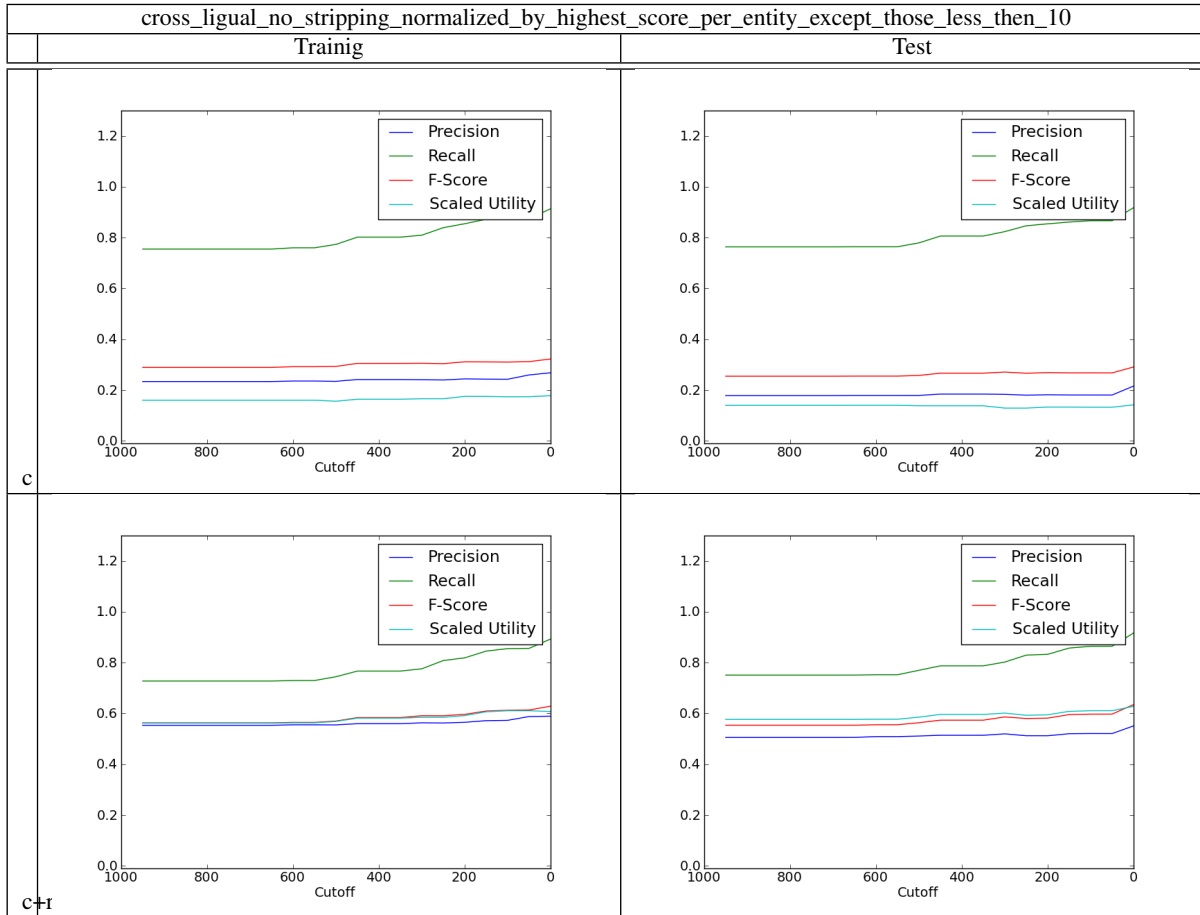 cross_ligual_no_stripping_normalized_by_highest_score_per_entity_except_those_less_then_10
Trainig Test
Precision
Recall
F-Score
Scaled Utility
1.2
1.0
0.8
0.6
0.4
0.2
0.0
1000 800 600 400 200 0
Cutoff
Precision
Recall
F-Score
Scaled Utility
1.2
1.0
0.8
0.6
0.4
0.2
0.0
1000 800 600 400 200 0
Cutoff
c
Precision
Recall
F-Score
Scaled Utility
1.2
1.0
0.8
0.6
0.4
0.2
0.0
1000 800 600 400 200 0
Cutoff
Precision
Recall
F-Score
Scaled Utility
1.2
1.0
0.8
0.6
0.4
0.2
0.0
1000 800 600 400 200 0
Cutoff